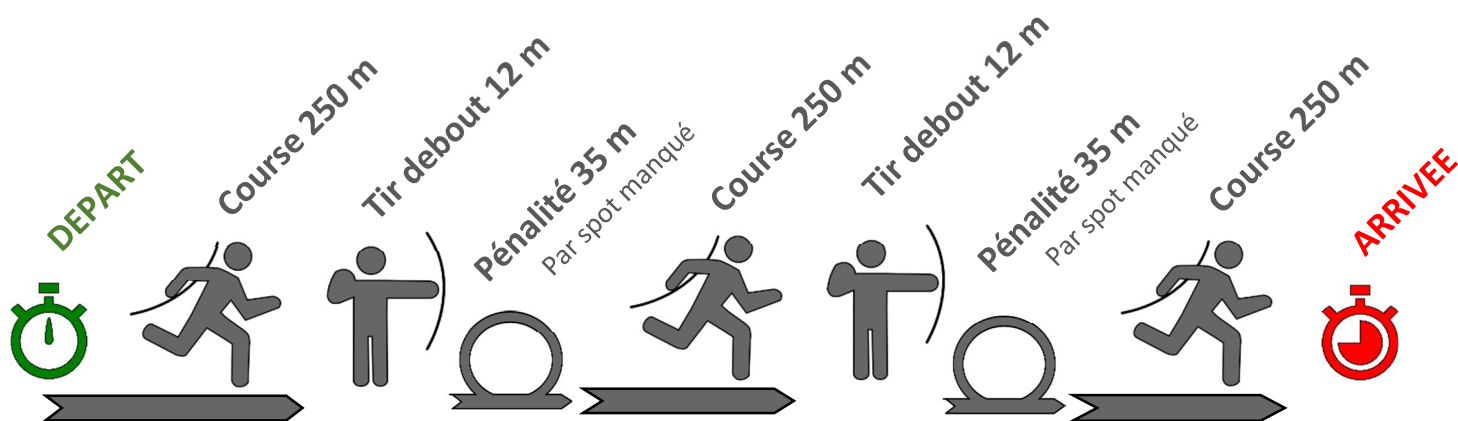 DEPART
Course 250 m
Tir debout 12 m
Pénalité 35 m
Par spot manqué
Course 250 m
Tir debout 12 m
Pénalité 35 m
Par spot manqué
Course 250 m
ARRIVEE